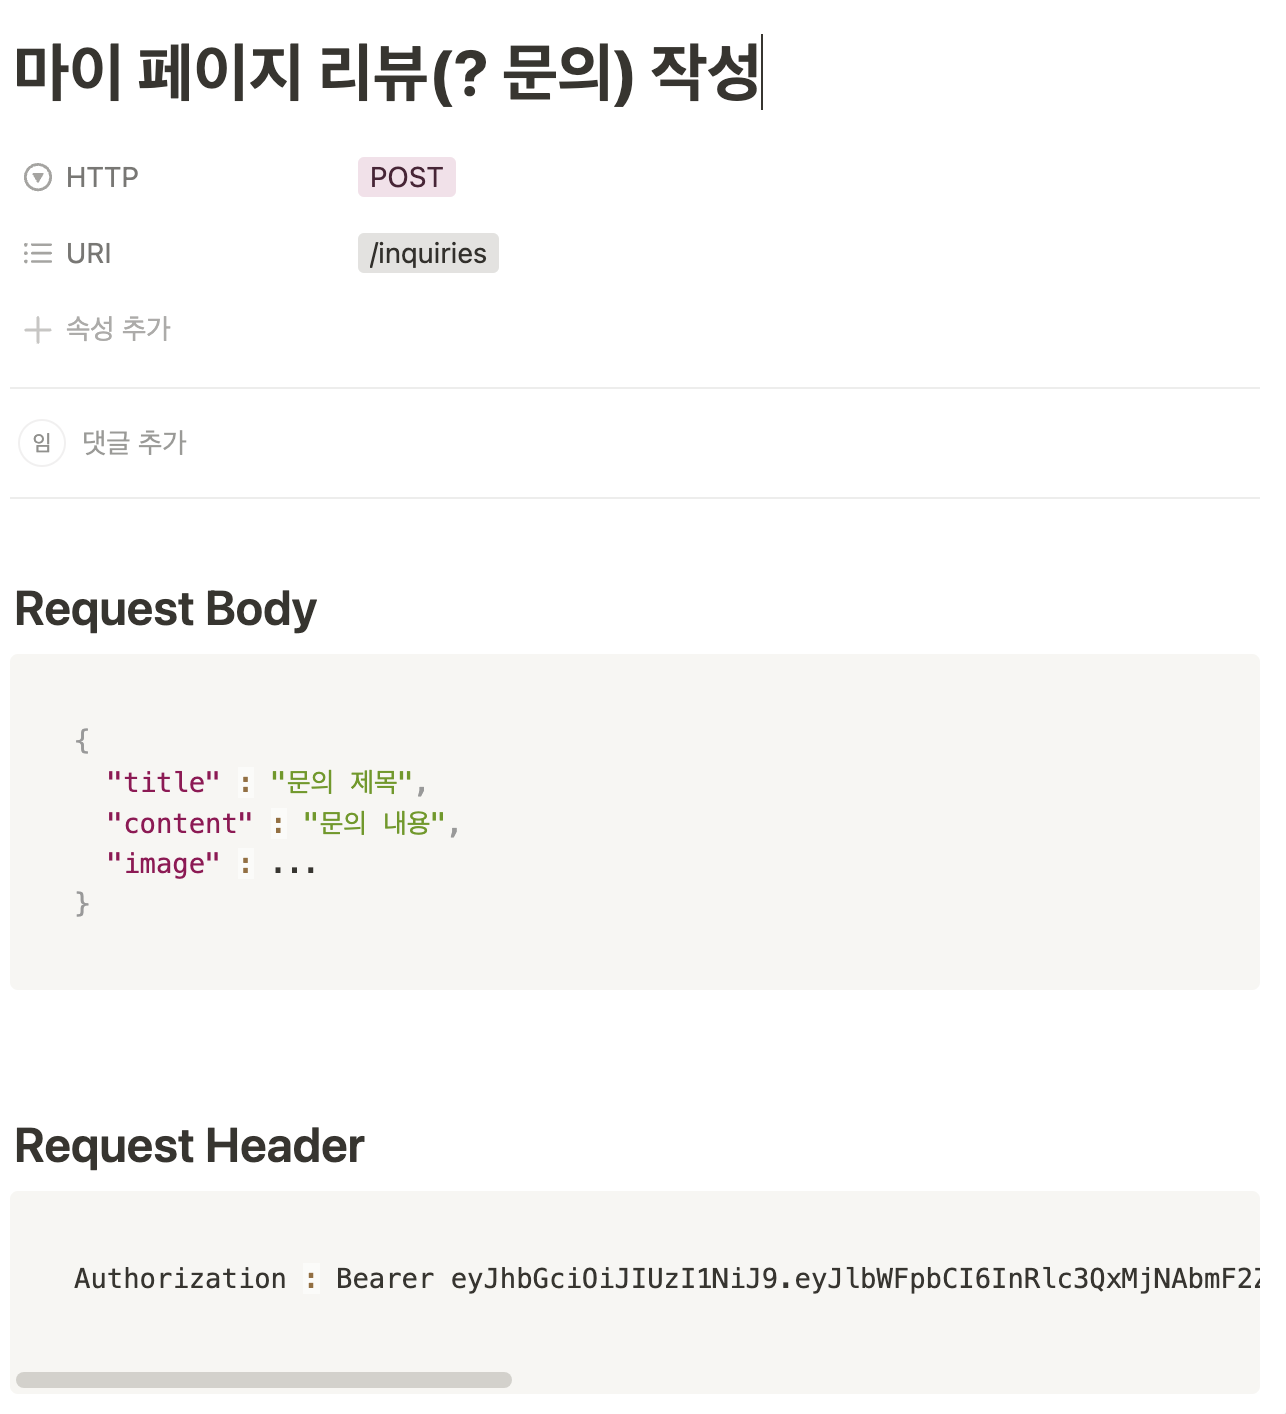 마이 페이지 리뷰(? 문의) 작성
HTTP POST
URI /inquiries
속성 추가
임 댓글 추가
Request Body
{
"title" : "문의 제목",
"content" : "문의 내용",
"image" : ...
}
Request Header
Authorization : Bearer eyJhbGciOiJIUzI1NiJ9.eyJlbWFpbCI6InRlc3QxMjNAbmF2Z